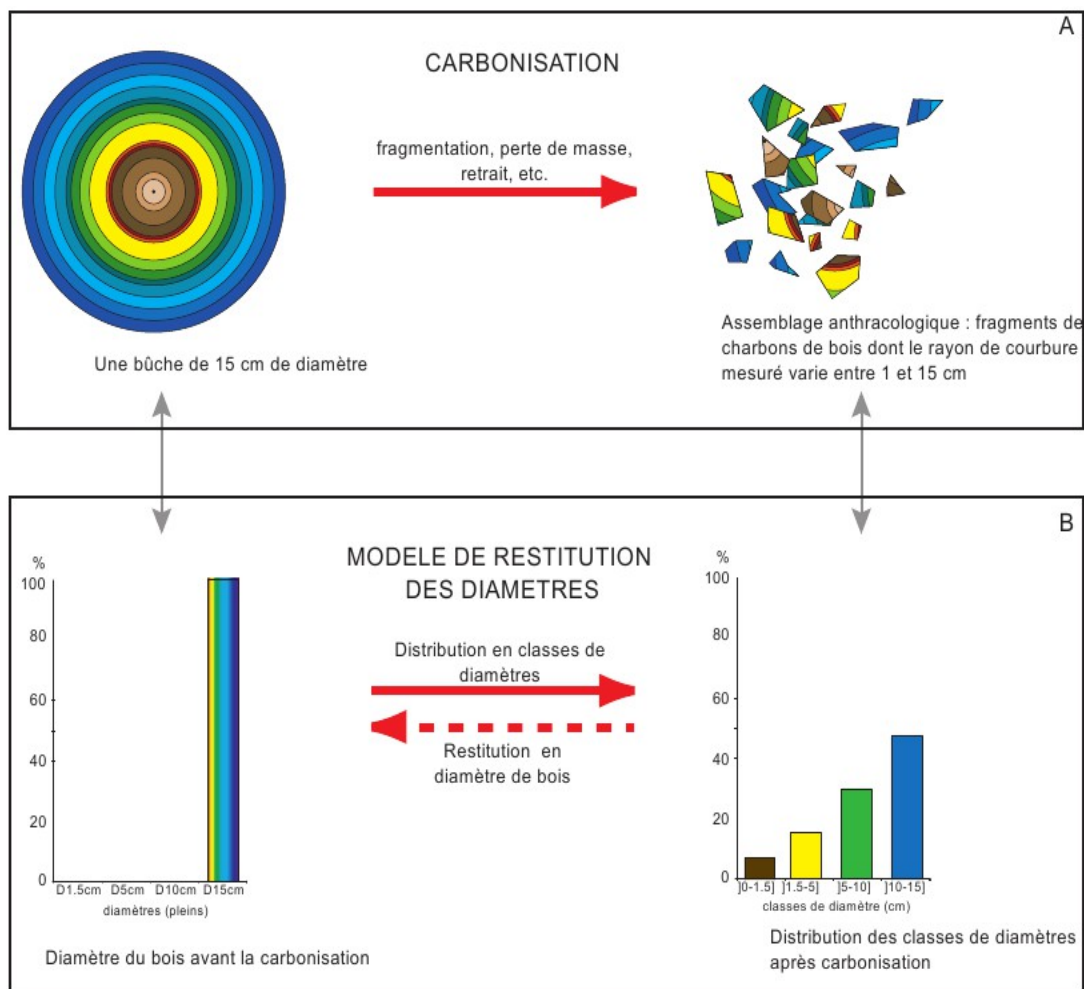 A
CARBONISATION
fragmentation, perte de masse,
retrait, etc.
Une bûche de 15 cm de diamètre
Assemblage anthracologique : fragments de
charbons de bois dont le rayon de courbure
mesuré varie entre 1 et 15 cm
B
MODELE DE RESTITUTION
DES DIAMETRES
%
100
80
60
40
20
0
D1.5cm D5cm D10cm D15cm
diamètres (pleins)
Diamètre du bois avant la carbonisation
Distribution en classes de
diamètres
Restitution en
diamètre de bois
%
100
80
60
40
20
0
]0-1.5] ]1.5-5] ]5-10] ]10-15]
classes de diamètre (cm)
Distribution des classes de diamètres
après carbonisation